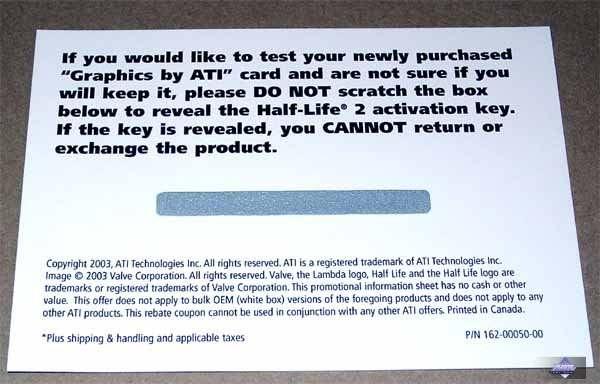 If you would like to test your newly purchased
“Graphics by ATI” card and are not sure if you
will keep it, please DO NOT scratch the box
below to reveal the Half-Life® 2 activation key.
If the key is revealed, you CANNOT return or
exchange the product.
Copyright 2003, ATI Technologies Inc. All rights reserved. ATI is a registered trademark of ATI Technologies Inc.
Image © 2003 Valve Corporation. All rights reserved. Valve, the Lambda logo, Half Life and the Half Life logo are
trademarks or registered trademarks of Valve Corporation. This promotional information sheet has no cash or other
value. This offer does not apply to bulk OEM (white box) versions of the foregoing products and does not apply to any
other ATI products. This rebate coupon cannot be used in conjunction with any other ATI offers. Printed in Canada.
*Plus shipping & handling and applicable taxes
P/N 162-00050-00